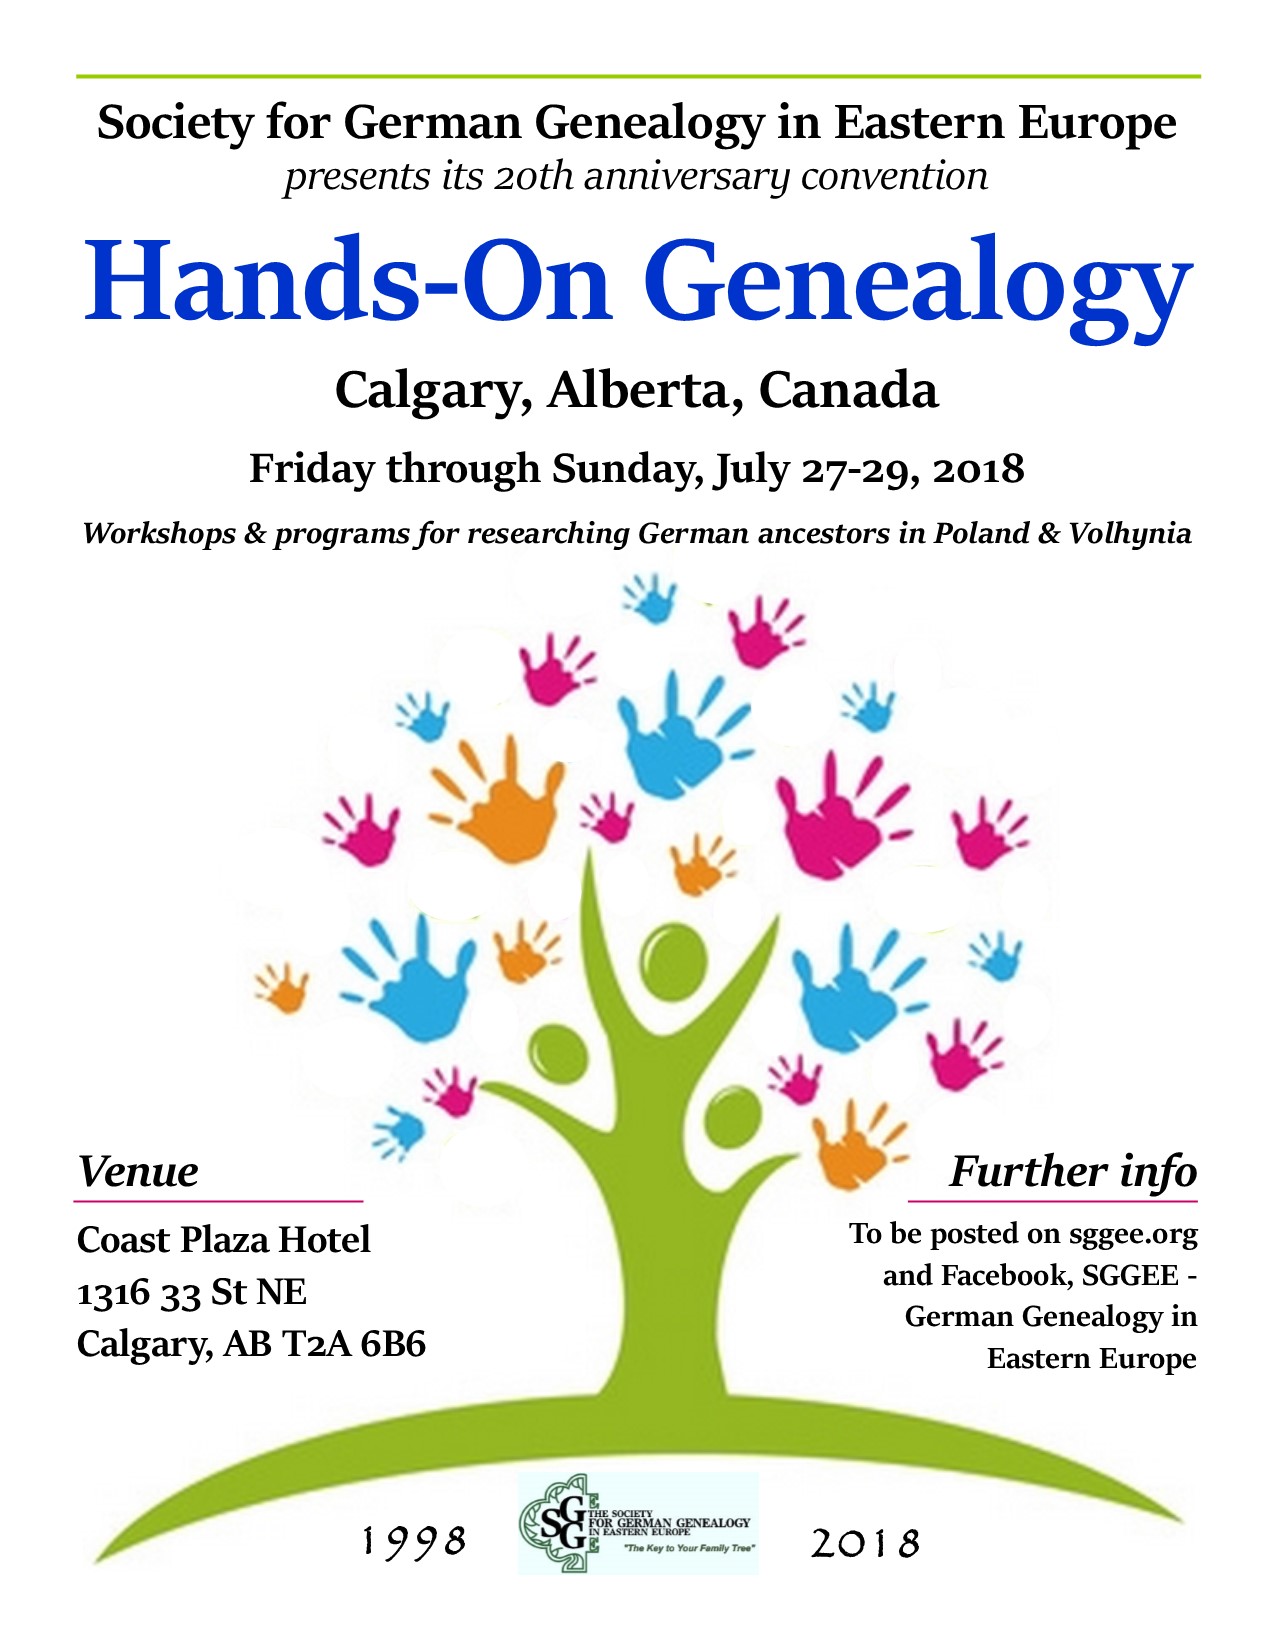 Society for German Genealogy in Eastern Europe
presents its 20th anniversary convention
Hands-On Genealogy
Calgary, Alberta, Canada
Friday through Sunday, July 27-29, 2018
Workshops & programs for researching German ancestors in Poland & Volhynia
Venue
Coast Plaza Hotel
1316 33 St NE
Calgary, AB T2A 6B6
Further info
To be posted on sggee.org
and Facebook, SGGEE -
German Genealogy in
Eastern Europe
1998
SGGEE
THE SOCIETY
FOR GERMAN GENEALOGY
IN EASTERN EUROPE
"The Key to Your Family Tree"
2018